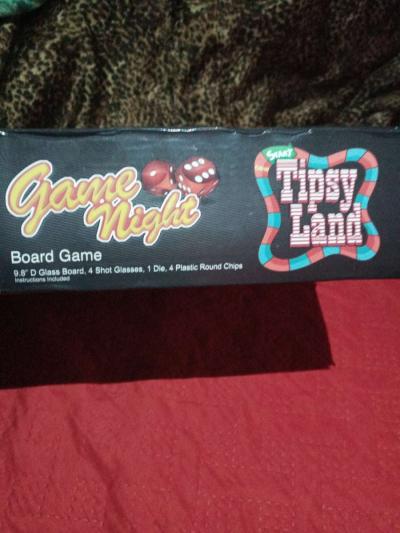 Game
Night
Board Game
9.8" D Glass Board, 4 Shot Glasses, 1 Die, 4 Plastic Round Chips
Instructions Included
START
Tipsy
Land